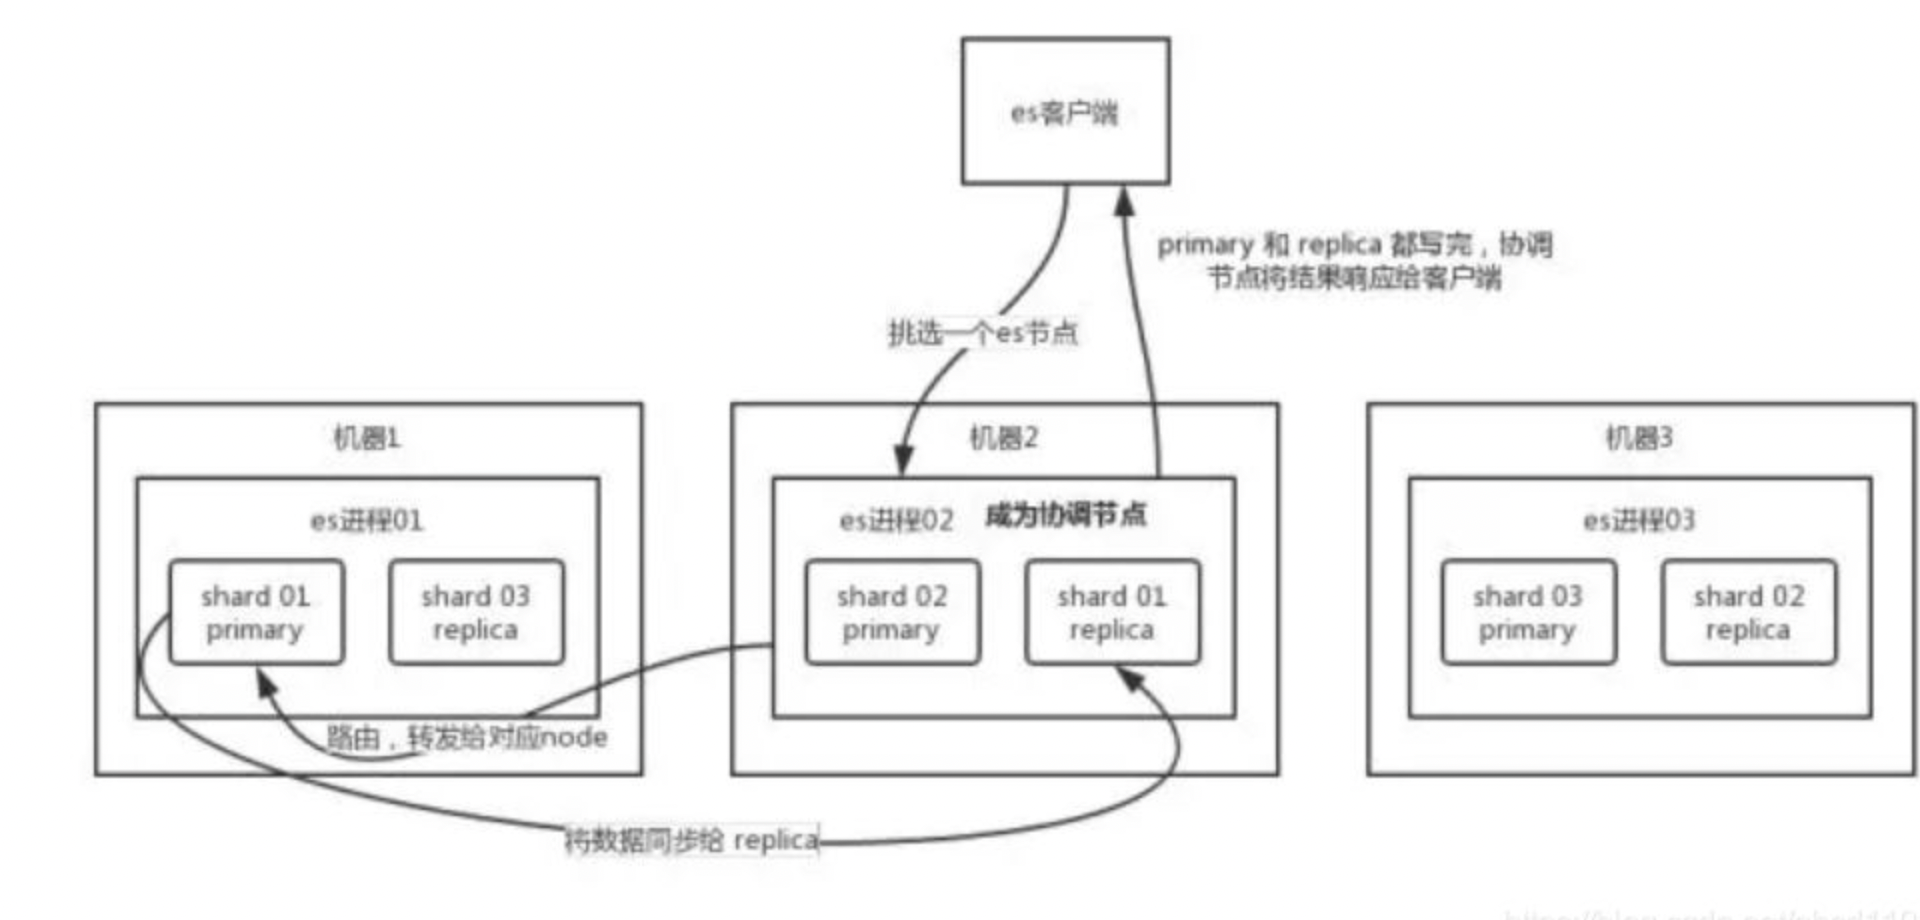 es客户端
primary 和 replica 都写完，协调
节点将结果响应给客户端
挑选一个es节点
机器1
机器2
机器3
es进程01
es进程02
成为协调节点
es进程03
shard 01
primary
shard 03
replica
shard 02
primary
shard 01
replica
shard 03
primary
shard 02
replica
路由，转发给对应node
将数据同步给 replica